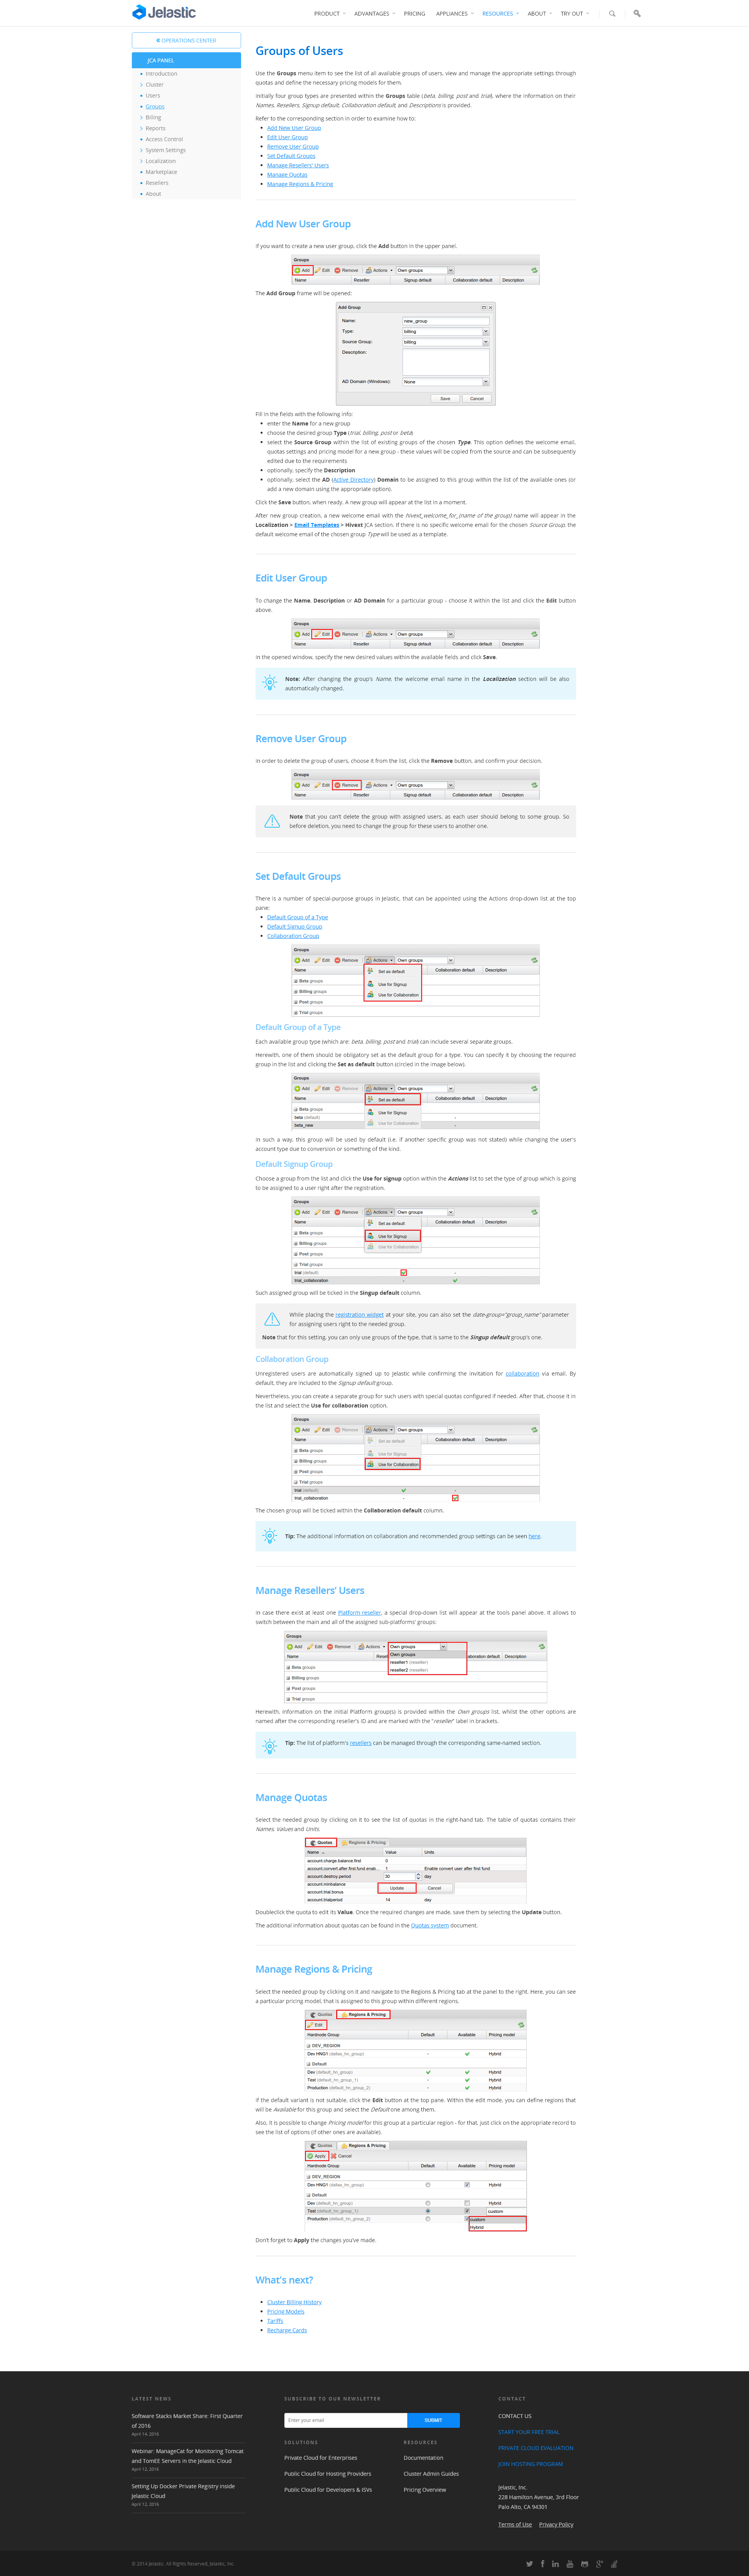 Jelastic
PRODUCT ADVANTAGES PRICING APPLIANCES RESOURCES ABOUT TRY OUT
« OPERATIONS CENTER
JCA PANEL
Introduction
Cluster
Users
Groups
Billing
Reports
Access Control
System Settings
Localization
Marketplace
Resellers
About
Groups of Users
Use the Groups menu item to see the list of all available groups of users, view and manage the appropriate settings through
quotas and define the necessary pricing models for them.
Initially four group types are presented within the Groups table (beta, billing, post and trial), where the information on their
Names, Resellers, Signup default, Collaboration default, and Descriptions is provided.
Refer to the corresponding section in order to examine how to:
Add New User Group
Edit User Group
Remove User Group
Set Default Groups
Manage Resellers' Users
Manage Quotas
Manage Regions & Pricing
Add New User Group
If you want to create a new user group, click the Add button in the upper panel.
Groups
Add Edit Remove Actions Own groups
Name Reseller Signup default Collaboration default Description
The Add Group frame will be opened:
Add Group
Name: new_group
Type: billing
Source Group: billing
Description:
AD Domain (Windows): None
Save Cancel
Fill in the fields with the following info:
enter the Name for a new group
choose the desired group Type (trial, billing, post or beta)
select the Source Group within the list of existing groups of the chosen Type. This option defines the welcome email,
quotas settings and pricing model for a new group - these values will be copied from the source and can be subsequently
edited due to the requirements
optionally, specify the Description
optionally, select the AD (Active Directory) Domain to be assigned to this group within the list of the available ones (or
add a new domain using the appropriate option).
Click the Save button, when ready. A new group will appear at the list in a moment.
After new group creation, a new welcome email with the hivext_welcome_for_{name of the group} name will appear in the
Localization > Email Templates > Hivext JCA section. If there is no specific welcome email for the chosen Source Group, the
default welcome email of the chosen group Type will be used as a template.
Edit User Group
To change the Name, Description or AD Domain for a particular group - choose it within the list and click the Edit button
above.
Groups
Add Edit Remove Actions Own groups
Name Reseller Signup default Collaboration default Description
In the opened window, specify the new desired values within the available fields and click Save.
Note: After changing the group's Name, the welcome email name in the Localization section will be also
automatically changed.
Remove User Group
In order to delete the group of users, choose it from the list, click the Remove button, and confirm your decision.
Groups
Add Edit Remove Actions Own groups
Name Reseller Signup default Collaboration default Description
Note that you can't delete the group with assigned users, as each user should belong to some group. So
before deletion, you need to change the group for these users to another one.
Set Default Groups
There is a number of special-purpose groups in Jelastic, that can be appointed using the Actions drop-down list at the top
pane:
Default Group of a Type
Default Signup Group
Collaboration Group
Groups
Add Edit Remove Actions Own groups
Name Set as default Collaboration default Description
Beta groups Use for Signup
Billing groups Use for Collaboration
Post groups
Trial groups
Default Group of a Type
Each available group type (which are: beta, billing, post and trial) can include several separate groups.
Herewith, one of them should be obligatory set as the default group for a type. You can specify it by choosing the required
group in the list and clicking the Set as default button (circled in the image below).
Groups
Add Edit Remove Actions Own groups
Name Set as default Collaboration default Description
Beta groups Use for Signup
beta (default) Use for Collaboration -
beta_new -
In such a way, this group will be used by default (i.e. if another specific group was not stated) while changing the user's
account type due to conversion or something of the kind.
Default Signup Group
Choose a group from the list and click the Use for signup option within the Actions list to set the type of group which is going
to be assigned to a user right after the registration.
Groups
Add Edit Remove Actions Own groups
Name Set as default Collaboration default Description
Beta groups Use for Signup
Billing groups Use for Collaboration
Post groups
Trial groups
trial (default) -
trial_collaboration -
Such assigned group will be ticked in the Singup default column.
While placing the registration widget at your site, you can also set the date-group="group_name" parameter
for assigning users right to the needed group.
Note that for this setting, you can only use groups of the type, that is same to the Singup default group's one.
Collaboration Group
Unregistered users are automatically signed up to Jelastic while confirming the invitation for collaboration via email. By
default, they are included to the Signup default group.
Nevertheless, you can create a separate group for such users with special quotas configured if needed. After that, choose it in
the list and select the Use for collaboration option.
Groups
Add Edit Remove Actions Own groups
Name Set as default Collaboration default Description
Beta groups Use for Signup
Billing groups Use for Collaboration
Post groups
Trial groups
trial (default) -
trial_collaboration -
The chosen group will be ticked within the Collaboration default column.
Tip: The additional information on collaboration and recommended group settings can be seen here.
Manage Resellers' Users
In case there exist at least one Platform reseller, a special drop-down list will appear at the tools panel above. It allows to
switch between the main and all of the assigned sub-platforms' groups:
Groups
Add Edit Remove Actions Own groups
Name Own groups Description
Beta groups reseller1 (reseller)
Billing groups reseller2 (reseller)
Post groups
Trial groups
Herewith, information on the initial Platform group(s) is provided within the Own groups list, whilst the other options are
named after the corresponding reseller's ID and are marked with the "reseller" label in brackets.
Tip: The list of platform's resellers can be managed through the corresponding same-named section.
Manage Quotas
Select the needed group by clicking on it to see the list of quotas in the right-hand tab. The table of quotas contains their
Names, Values and Units.
Quotas Regions & Pricing
Name Value Units
account.charge.balance.first 0
account.convert.after.first.fund.enab... 1 Enable convert user after first fund
account.destroy.period 30 day
account.minbalance Update Cancel
account.trial.bonus
account.trialperiod 14 day
Doubleclick the quota to edit its Value. Once the required changes are made, save them by selecting the Update button.
The additional information about quotas can be found in the Quotas system document.
Manage Regions & Pricing
Select the needed group by clicking on it and navigate to the Regions & Pricing tab at the panel to the right. Here, you can see
a particular pricing model, that is assigned to this group within different regions.
Quotas Regions & Pricing
Edit
Hardnode Group Default Available Pricing model
DEV_REGION
Dev HNG1 (dallas_hn_group) - Hybrid
Default
Dev (default_hn_group) Hybrid
Test (default_hn_group_1) - Hybrid
Production (default_hn_group_2) - Hybrid
If the default variant is not suitable, click the Edit button at the top pane. Within the edit mode, you can define regions that
will be Available for this group and select the Default one among them.
Also, it is possible to change Pricing model for this group at a particular region - for that, just click on the appropriate record to
see the list of options (if other ones are available).
Quotas Regions & Pricing
Apply Cancel
Hardnode Group Default Available Pricing model
DEV_REGION
Dev HNG1 (dallas_hn_group) Hybrid
Default
Dev (default_hn_group) Hybrid
Test (default_hn_group_1) custom
Production (default_hn_group_2) custom
Hybrid
Don't forget to Apply the changes you've made.
What's next?
Cluster Billing History
Pricing Models
Tariffs
Recharge Cards
LATEST NEWS
Software Stacks Market Share: First Quarter
of 2016
April 14, 2016
Webinar: ManageCat for Monitoring Tomcat
and TomEE Servers in the Jelastic Cloud
April 12, 2016
Setting Up Docker Private Registry inside
Jelastic Cloud
April 12, 2016
SUBSCRIBE TO OUR NEWSLETTER
Enter your email SUBMIT
SOLUTIONS
Private Cloud for Enterprises
Public Cloud for Hosting Providers
Public Cloud for Developers & ISVs
RESOURCES
Documentation
Cluster Admin Guides
Pricing Overview
CONTACT
CONTACT US
START YOUR FREE TRIAL
PRIVATE CLOUD EVALUATION
JOIN HOSTING PROGRAM
Jelastic, Inc.
228 Hamilton Avenue, 3rd Floor
Palo Alto, CA 94301
Terms of Use Privacy Policy
© 2014 Jelastic. All Rights Reserved, Jelastic, Inc.